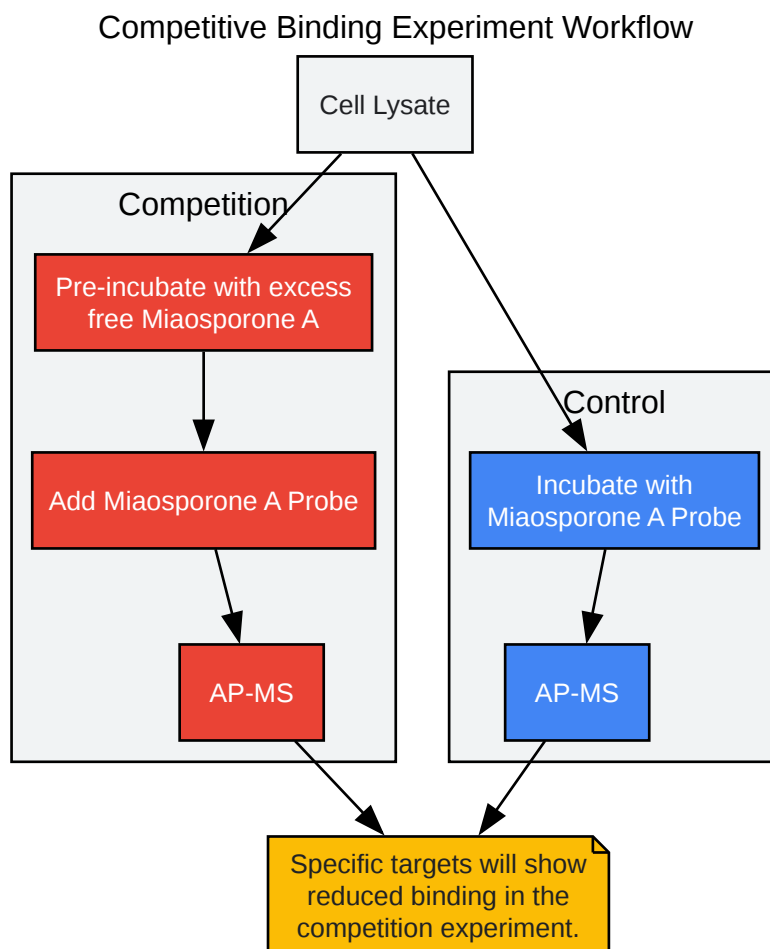 Competitive Binding Experiment Workflow
Cell Lysate
Competition
Pre-incubate with excess
free Miaosporone A
Add Miaosporone A Probe
AP-MS
Control
Incubate with
Miaosporone A Probe
AP-MS
Specific targets will show
reduced binding in the
competition experiment.